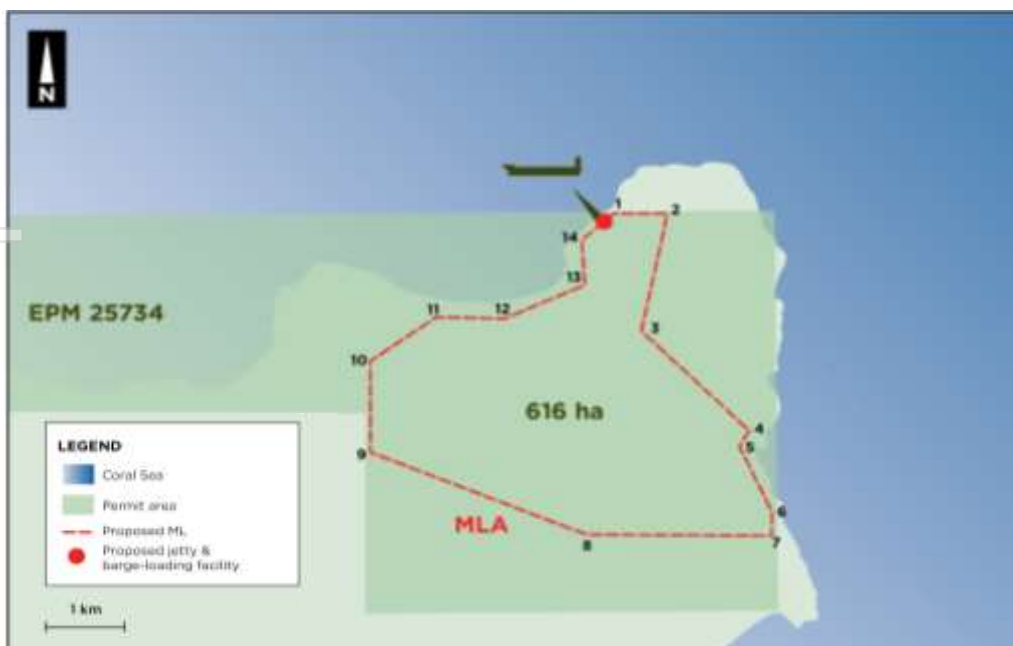 N
1
2
14
13
EPM 25734
11
12
3
10
616 ha
4
5
9
LEGEND
Coral Sea
Permit area
Proposed ML
Proposed jetty &
barge-loading facility
MLA
6
8
7
1 km